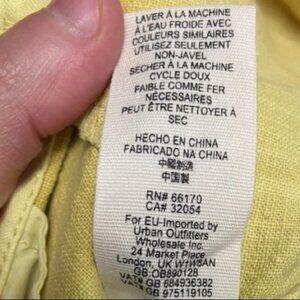 LAVER À LA MACHINE
À L'EAU FROIDE AVEC
COULEURS SIMILAIRES
UTILISEZ SEULEMENT
NON-JAVEL
SECHER À LA MACHINE
CYCLE DOUX
FAIBLE COMME FER
NÉCESSAIRES
PEUT ÊTRE NETTOYER À
SEC
HECHO EN CHINA
FABRICADO NA CHINA
中國制造
中国製
RN# 66170
CA# 32054
For EU-Imported by
Urban Outfitters
Wholesale Inc.
24 Market Place
London, UK W1W8AN
GB:OB890128
VAT# GB 684936382
VAT# GB 975119105